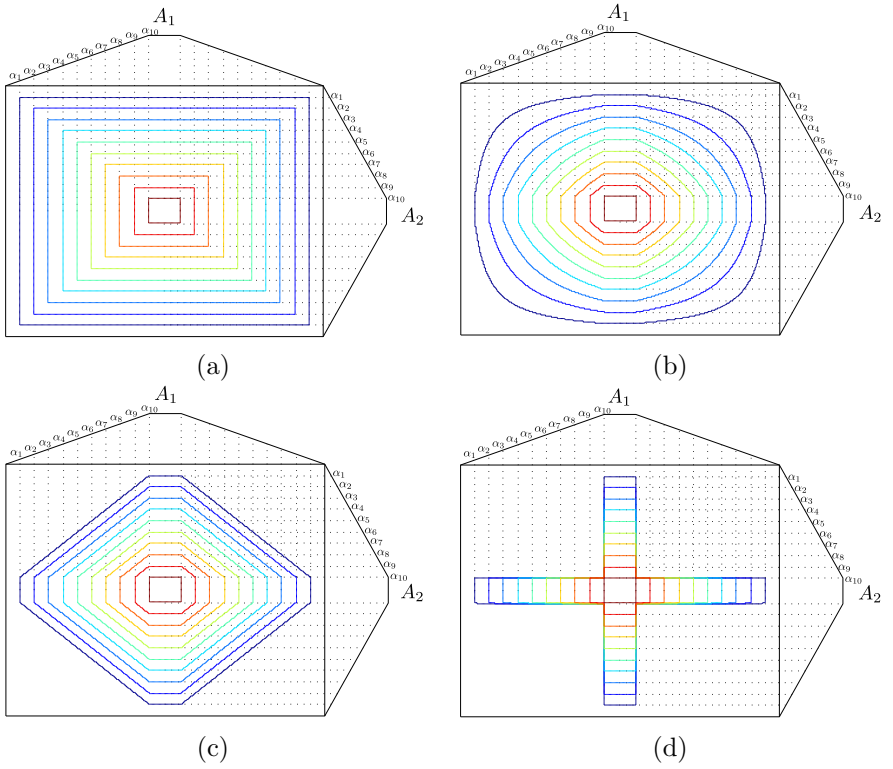 A₁
α₁ α₂ α₃ α₄ α₅ α₆ α₇ α₈ α₉ α₁₀
α₁
α₂
α₃
α₄
α₅
α₆
α₇
α₈
α₉
α₁₀
A₂
(a)
A₁
α₁ α₂ α₃ α₄ α₅ α₆ α₇ α₈ α₉ α₁₀
α₁
α₂
α₃
α₄
α₅
α₆
α₇
α₈
α₉
α₁₀
A₂
(b)
A₁
α₁ α₂ α₃ α₄ α₅ α₆ α₇ α₈ α₉ α₁₀
α₁
α₂
α₃
α₄
α₅
α₆
α₇
α₈
α₉
α₁₀
A₂
(c)
A₁
α₁ α₂ α₃ α₄ α₅ α₆ α₇ α₈ α₉ α₁₀
α₁
α₂
α₃
α₄
α₅
α₆
α₇
α₈
α₉
α₁₀
A₂
(d)